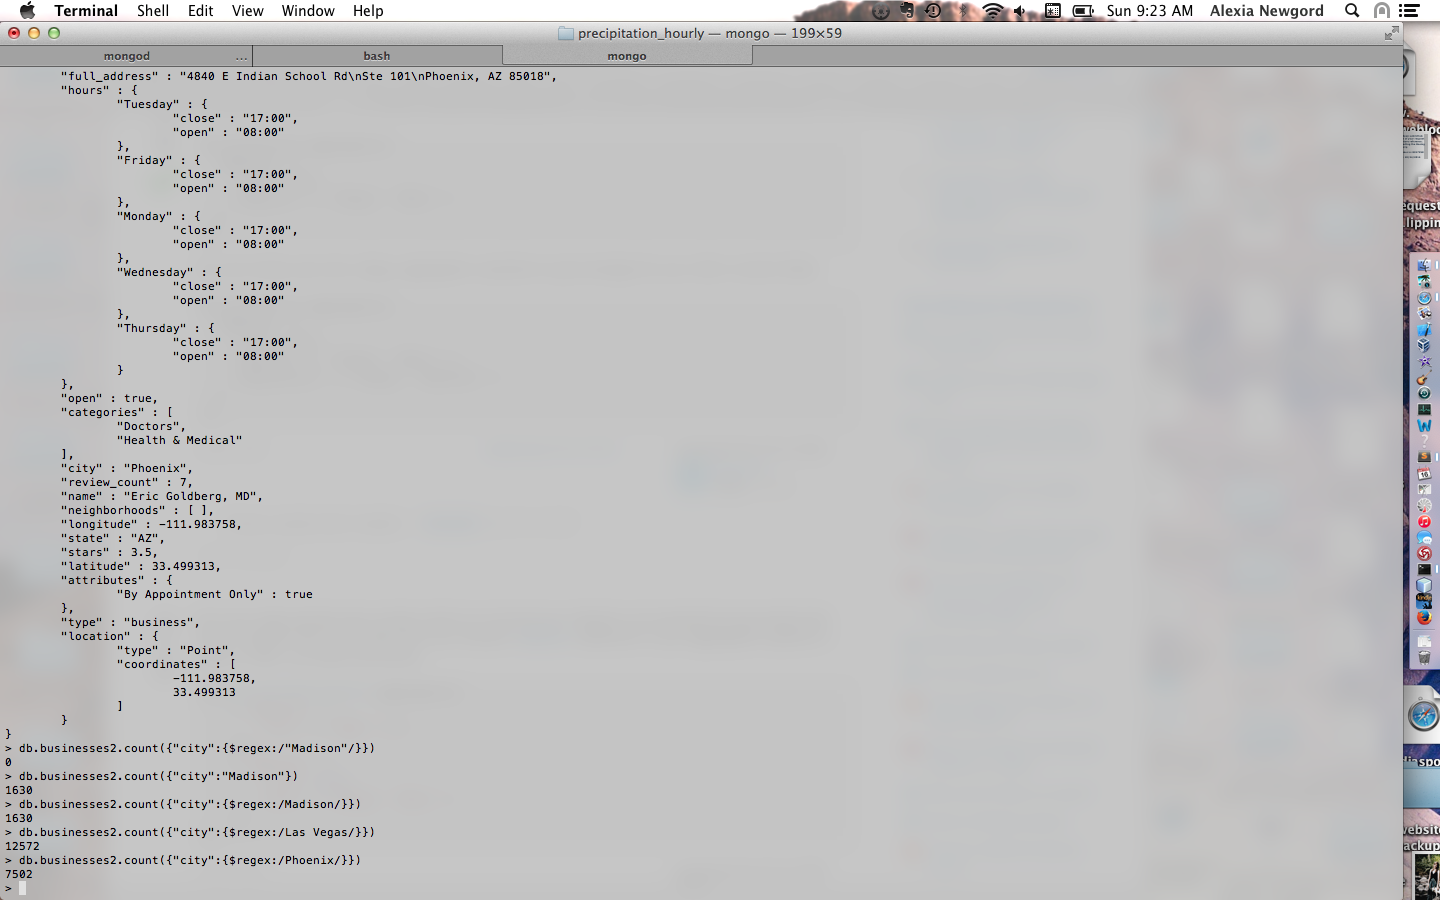 Terminal Shell Edit View Window Help Sun 9:23 AM Alexia Newgord
precipitation_hourly — mongo — 199×59
mongod ... bash mongo
"full_address" : "4840 E Indian School Rd\nSte 101\nPhoenix, AZ 85018",
"hours" : {
"Tuesday" : {
"close" : "17:00",
"open" : "08:00"
},
"Friday" : {
"close" : "17:00",
"open" : "08:00"
},
"Monday" : {
"close" : "17:00",
"open" : "08:00"
},
"Wednesday" : {
"close" : "17:00",
"open" : "08:00"
},
"Thursday" : {
"close" : "17:00",
"open" : "08:00"
}
},
"open" : true,
"categories" : [
"Doctors",
"Health & Medical"
],
"city" : "Phoenix",
"review_count" : 7,
"name" : "Eric Goldberg, MD",
"neighborhoods" : [ ],
"longitude" : -111.983758,
"state" : "AZ",
"stars" : 3.5,
"latitude" : 33.499313,
"attributes" : {
"By Appointment Only" : true
},
"type" : "business",
"location" : {
"type" : "Point",
"coordinates" : [
-111.983758,
33.499313
]
}
}
> db.businesses2.count({"city":{$regex:/"Madison"/}})
0
> db.businesses2.count({"city":"Madison"})
1630
> db.businesses2.count({"city":{$regex:/Madison/}})
1630
> db.businesses2.count({"city":{$regex:/Las Vegas/}})
12572
> db.businesses2.count({"city":{$regex:/Phoenix/}})
7502
>